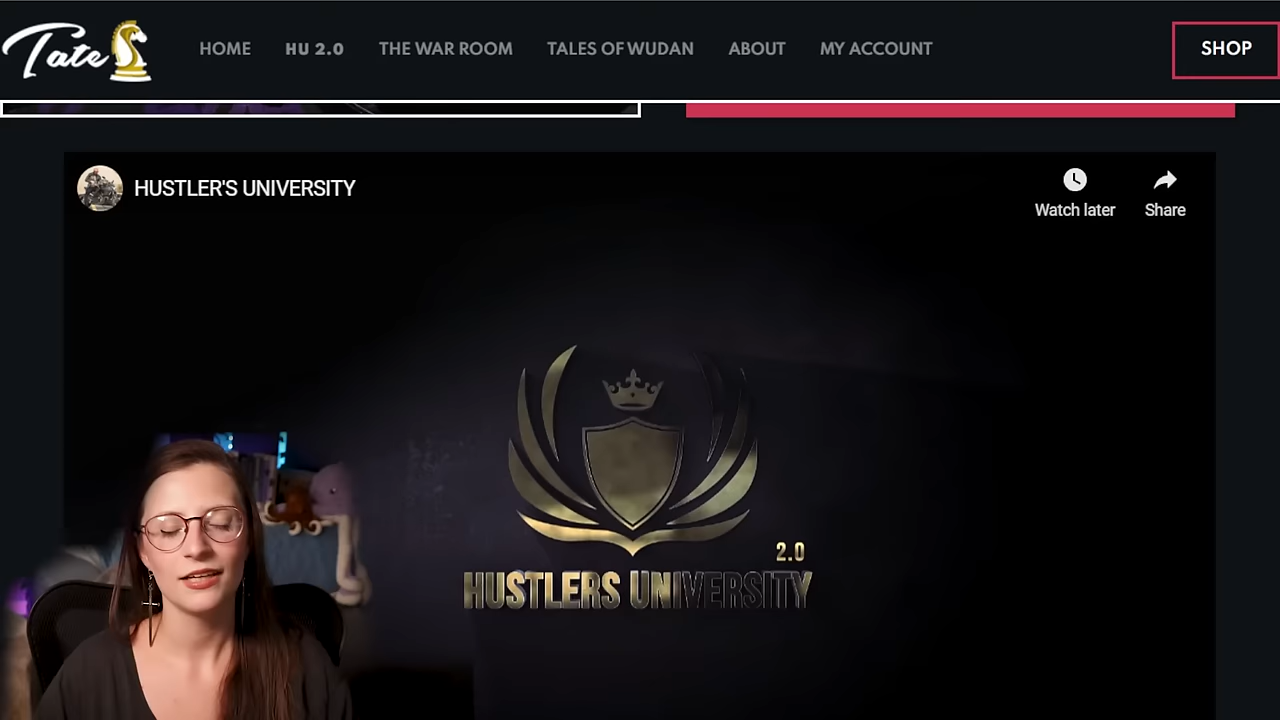 Tate
HOME
HU 2.0
THE WAR ROOM
TALES OF WUDAN
ABOUT
MY ACCOUNT
SHOP
HUSTLER'S UNIVERSITY
Watch later
Share
2.0
HUSTLERS UNIVERSITY